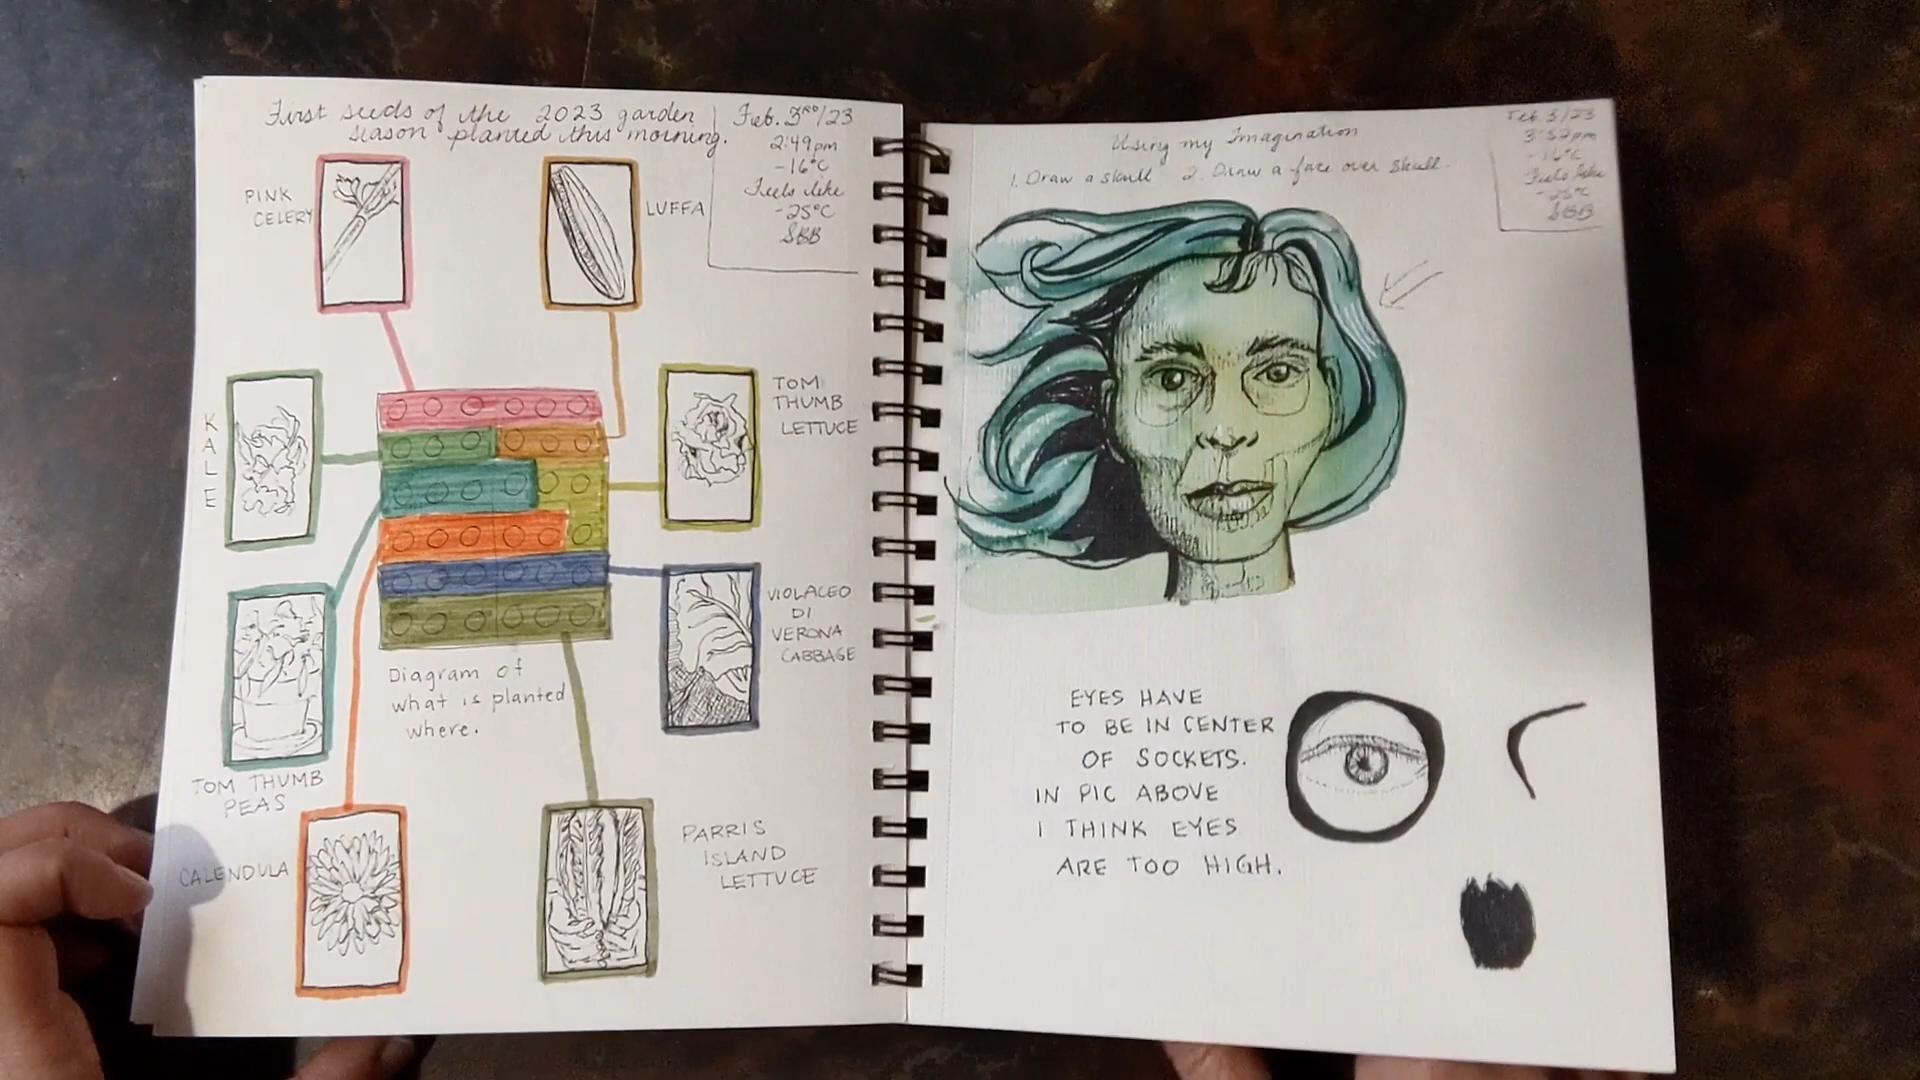 First seeds of the 2023 garden
season planted this morning.
Feb. 3RD/23
2:49pm
-16°C
Feels like
-25°C
SBB
PINK
CELERY
LUFFA
KALE
TOM
THUMB
LETTUCE
VIOLACEO
DI
VERONA
CABBAGE
Diagram of
what is planted
where.
TOM THUMB
PEAS
CALENDULA
PARRIS
ISLAND
LETTUCE
Using my Imagination
1. Draw a skull 2. Draw a face over skull.
3:52pm
-16°C
Feels like
-25°C
SBB
EYES HAVE
TO BE IN CENTER
OF SOCKETS.
IN PIC ABOVE
I THINK EYES
ARE TOO HIGH.